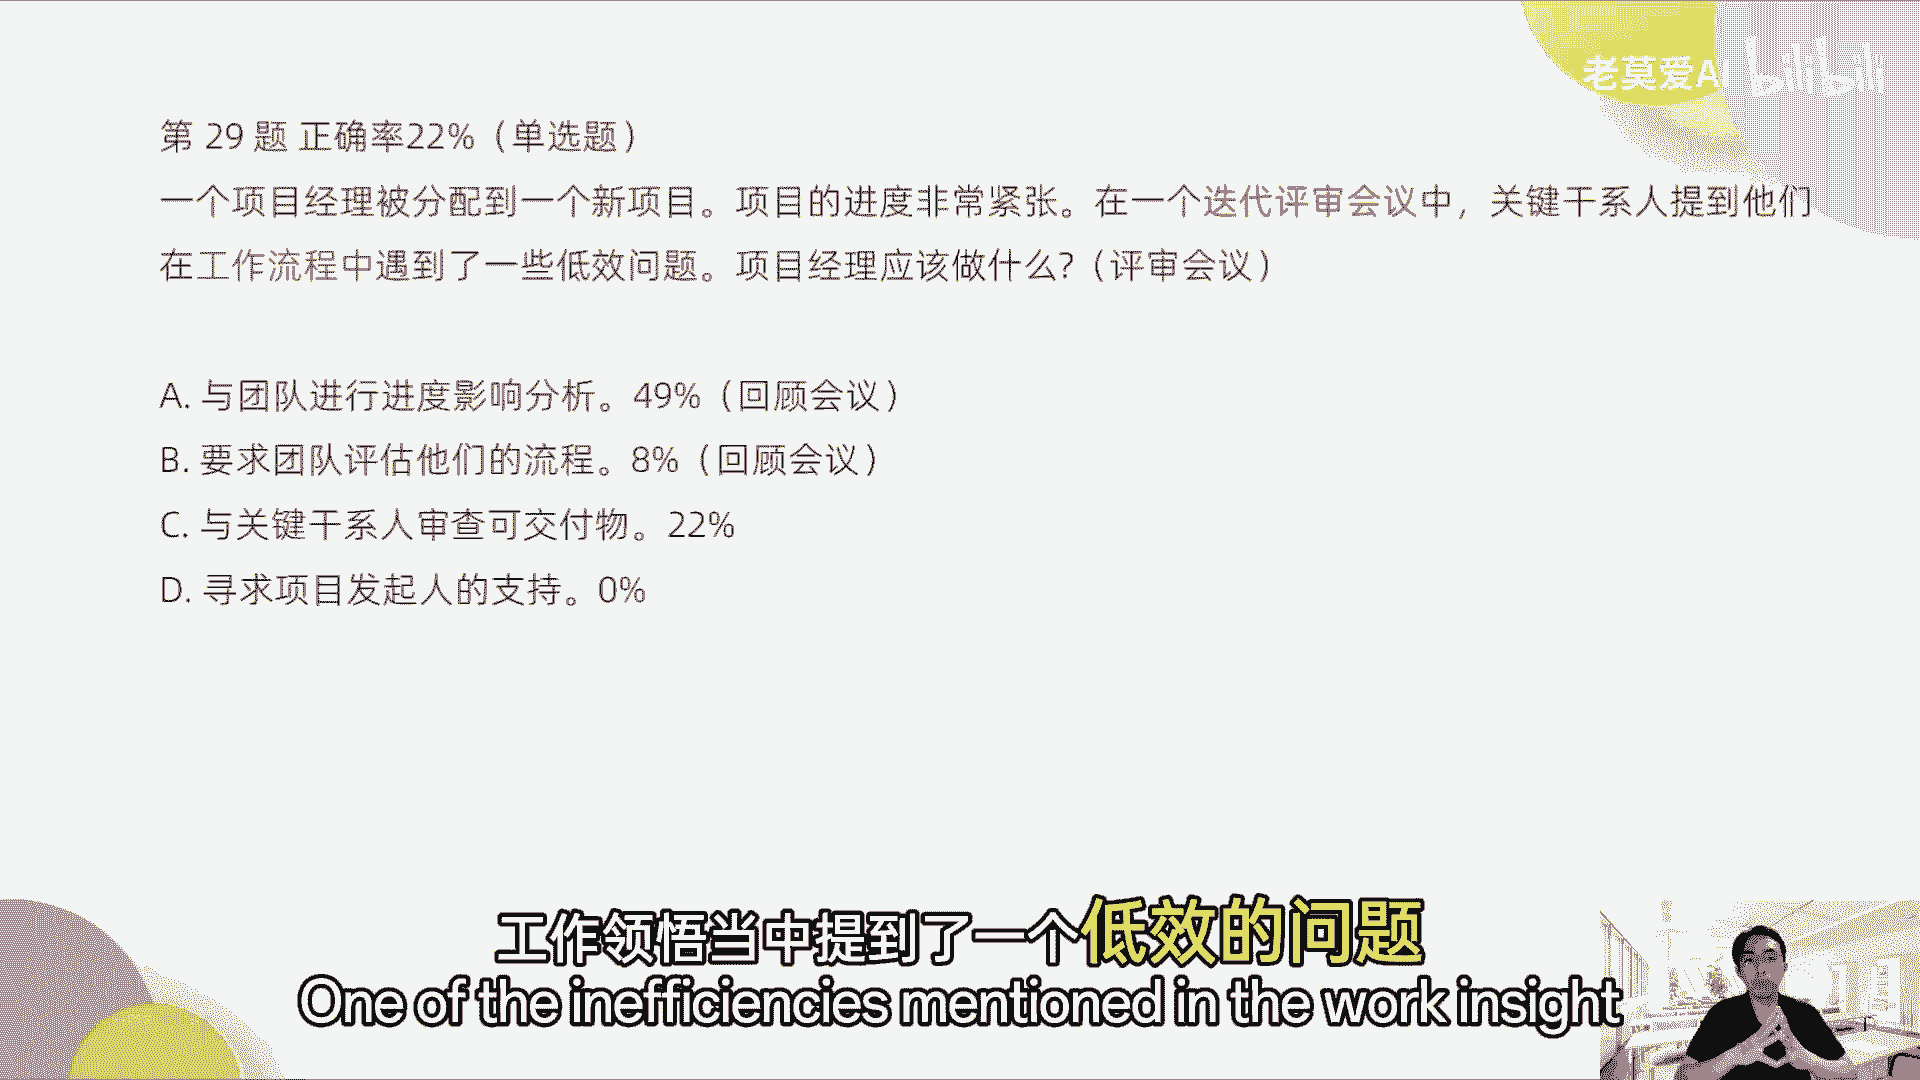 老莫爱A bilibili
第 29 题 正确率22%（单选题）
一个项目经理被分配到一个新项目。项目的进度非常紧张。在一个迭代评审会议中，关键干系人提到他们
在工作流程中遇到了一些低效问题。项目经理应该做什么?（评审会议）
A. 与团队进行进度影响分析。49%（回顾会议）
B. 要求团队评估他们的流程。8%（回顾会议）
C. 与关键干系人审查可交付物。22%
D. 寻求项目发起人的支持。0%
工作领悟当中提到了一个低效的问题
One of the inefficiencies mentioned in the work insight